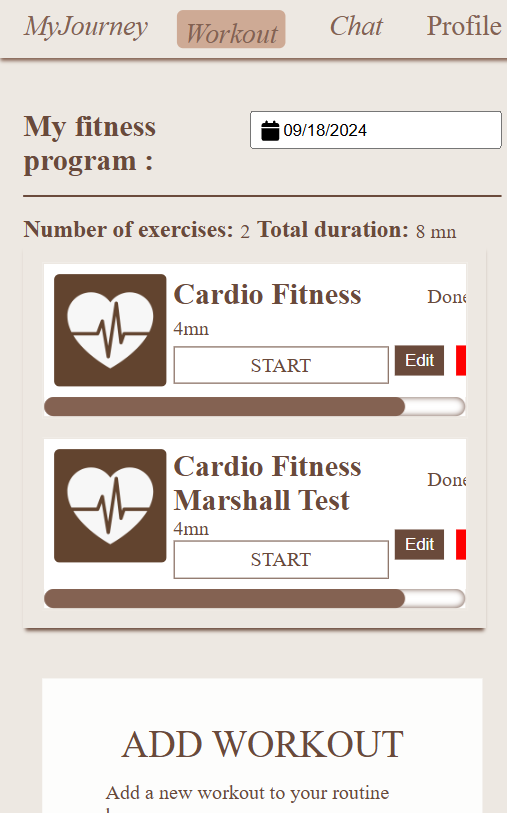 MyJourney Workout Chat Profile
My fitness
program :
09/18/2024
Number of exercises: 2 Total duration: 8 mn
Cardio Fitness
Done
4mn
START
Edit
Cardio Fitness
Marshall Test
Done
4mn
START
Edit
ADD WORKOUT
Add a new workout to your routine